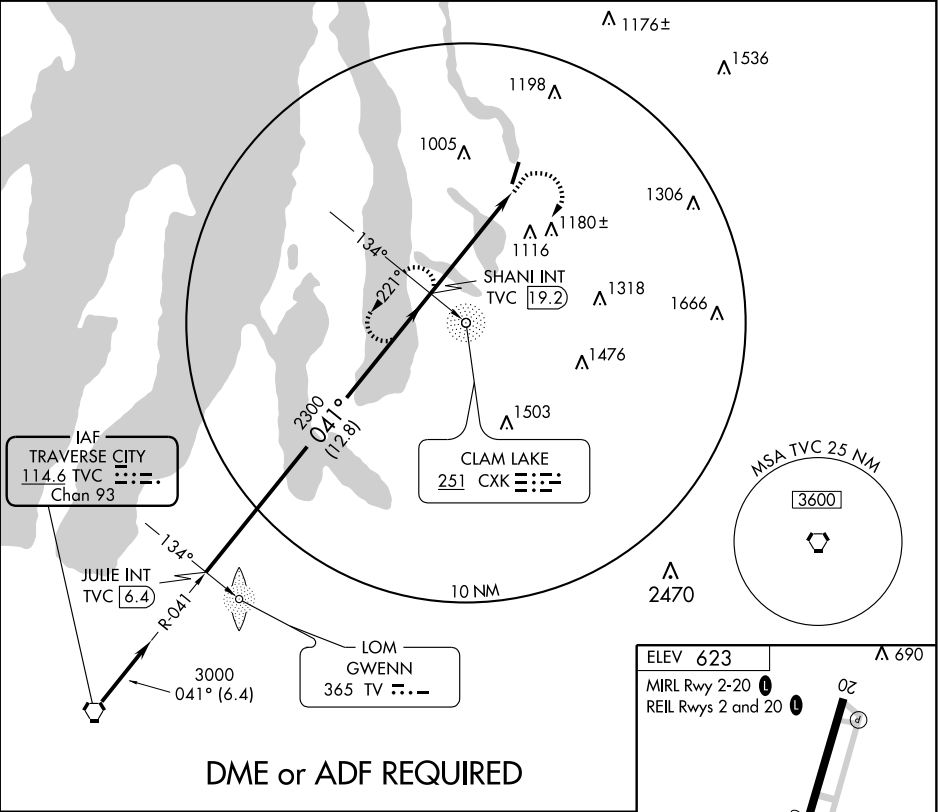 1176±
1536
1198
1005
1306
1180±
1116
134°
SHANI INT
TVC 19.2
221°
1318
1666
1476
2300
041°
(12.8)
1503
IAF
TRAVERSE CITY
114.6 TVC
Chan 93
CLAM LAKE
251 CXK
MSA TVC 25 NM
3600
134°
JULIE INT
TVC 6.4
R-041
10 NM
2470
LOM
GWENN
365 TV
3000
041° (6.4)
ELEV 623
690
MIRL Rwy 2-20 L
REIL Rwys 2 and 20 L
20
P
DME or ADF REQUIRED